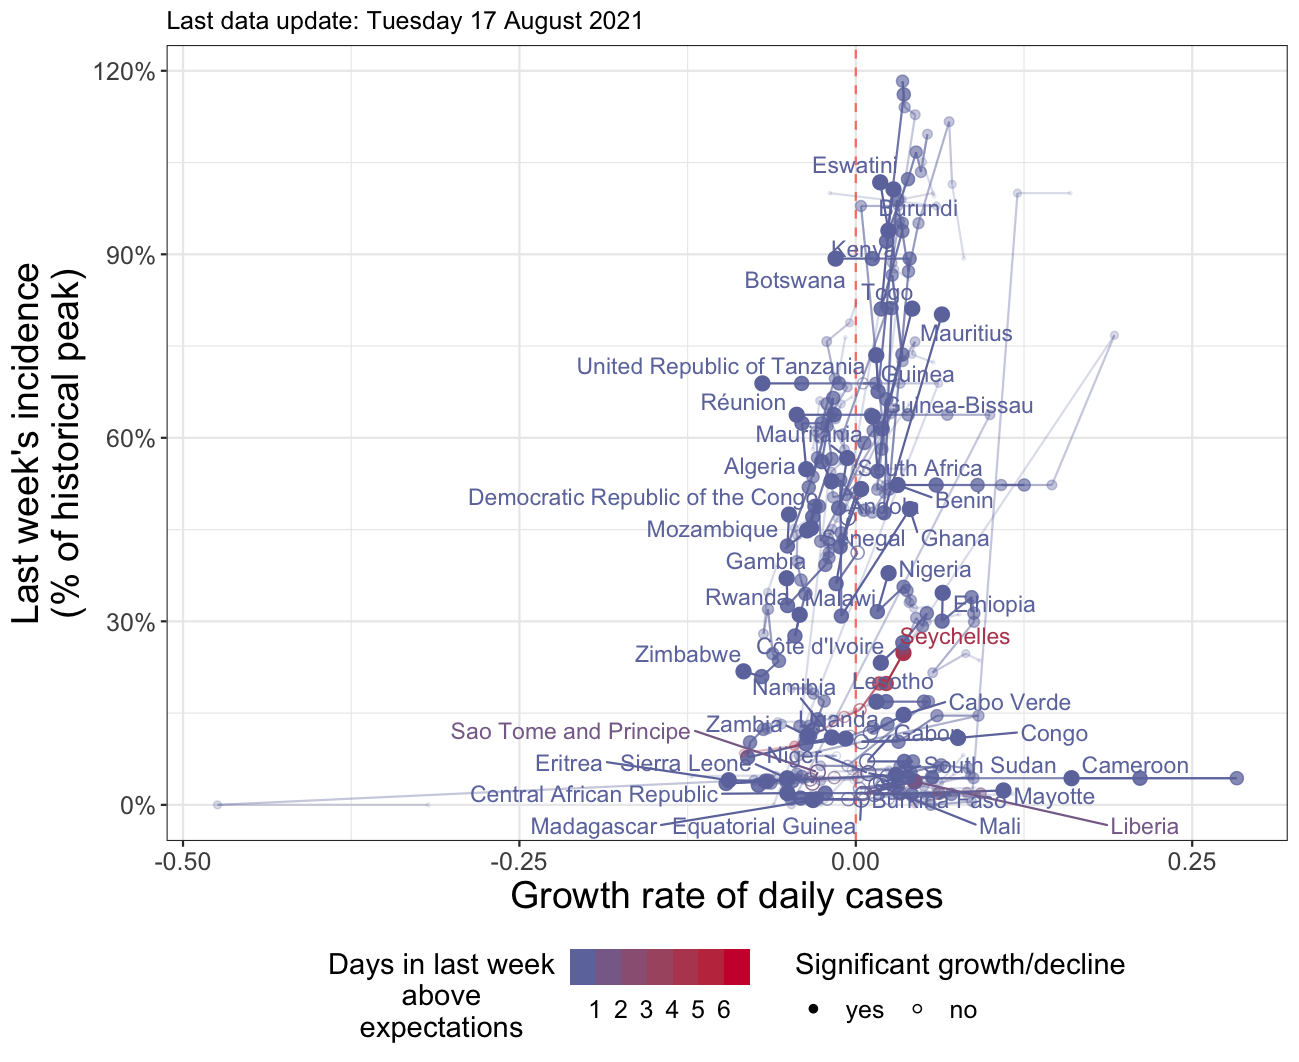 Last data update: Tuesday 17 August 2021
120%
90%
60%
30%
0%
Last week's incidence
(% of historical peak)
Eswatini
Burundi
Kenya
Botswana
Togo
Mauritius
United Republic of Tanzania
Guinea
Réunion
Guinea-Bissau
Mauritania
Algeria
South Africa
Democratic Republic of the Congo
Benin
Angola
Mozambique
Senegal
Ghana
Gambia
Nigeria
Rwanda
Malawi
Ethiopia
Seychelles
Côte d'Ivoire
Zimbabwe
Lesotho
Namibia
Cabo Verde
Uganda
Zambia
Sao Tome and Principe
Gabon
Congo
Niger
Eritrea
Sierra Leone
South Sudan
Cameroon
Central African Republic
Burkina Faso
Mayotte
Madagascar
Equatorial Guinea
Mali
Liberia
-0.50
-0.25
0.00
0.25
Growth rate of daily cases
Days in last week
above
expectations
1 2 3 4 5 6
Significant growth/decline
yes
no